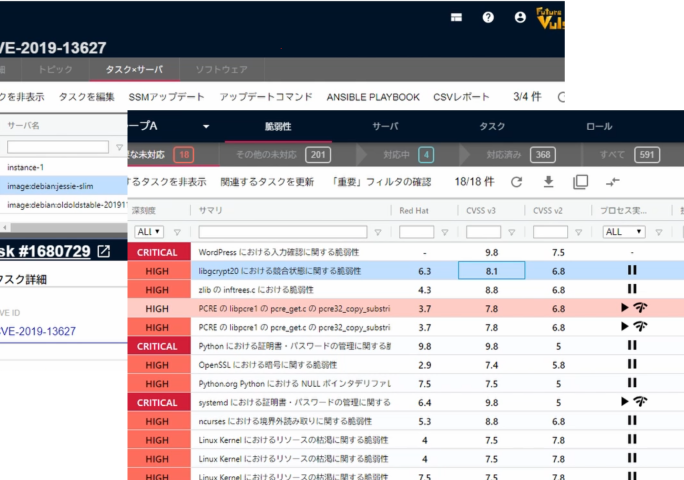 Future
Vuls
VE-2019-13627
細 トピック タスク×サーバ ソフトウェア
クを非表示 タスクを編集 SSMアップデート アップデートコマンド ANSIBLE PLAYBOOK CSVレポート 3/4 件
サーバ名
instance-1
image:debian:jessie-slim
image:debian:oldoldstable-201911
sk #1680729
タスク詳細
VE ID
VE-2019-13627
ープA 脆弱性 サーバ タスク ロール
要な未対応 18 その他の未対応 201 対応中 4 対応済み 368 すべて 591
するタスクを非表示 関連するタスクを更新 「重要」フィルタの確認 18/18 件
深刻度 サマリ Red Hat CVSS v3 CVSS v2 プロセス実...
ALL ALL
CRITICAL WordPress における入力確認に関する脆弱性 - 9.8 7.5 -
HIGH libgcrypt20 における競合状態に関する脆弱性 6.3 8.1 6.8
HIGH zlib の inftrees.c における脆弱性 4.3 8.8 6.8
HIGH PCRE の libpcre1 の pcre_get.c の pcre32_copy_substri 3.7 7.8 6.8
HIGH PCRE の libpcre1 の pcre_get.c の pcre32_copy_substri 3.7 7.8 6.8
CRITICAL Python における証明書・パスワードの管理に関する脆 9.8 9.8 5
HIGH OpenSSL における暗号に関する脆弱性 2.9 7.4 5.8
HIGH Python.org Python における NULL ポインタデリファレ 7.5 7.5 5
CRITICAL systemd における証明書・パスワードの管理に関する 6.4 9.8 5
HIGH ncurses における境界外読み取りに関する脆弱性 5.3 8.8 6.8
HIGH Linux Kernel におけるリソースの枯渇に関する脆弱性 4 7.5 7.8
HIGH Linux Kernel におけるリソースの枯渇に関する脆弱性 4 7.5 7.8
HIGH Linux Kernel におけるリソースの枯渇に関する脆弱性 7.5 7.5 7.8